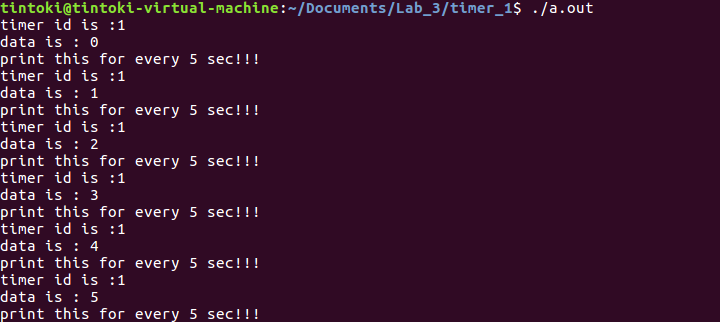 tintoki@tintoki-virtual-machine:~/Documents/Lab_3/timer_1$ ./a.out
timer id is :1
data is : 0
print this for every 5 sec!!!
timer id is :1
data is : 1
print this for every 5 sec!!!
timer id is :1
data is : 2
print this for every 5 sec!!!
timer id is :1
data is : 3
print this for every 5 sec!!!
timer id is :1
data is : 4
print this for every 5 sec!!!
timer id is :1
data is : 5
print this for every 5 sec!!!